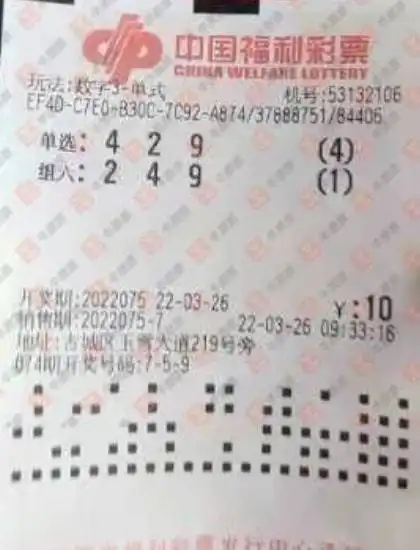 中国福利彩票
CHINA WELFARE LOTTERY
玩法:数字3-单式 机号:53132106
EF4D-C7E0-B30C-7C92-A874/37888751/84406
单选: 4 2 9 (4)
组六: 2 4 9 (1)
开奖期:2022075 22-03-26 ¥:10
销售期:2022075-7 22-03-26 09:33:16
地址:古城区玉雪大道219号旁
074期开奖号码:7-5-9